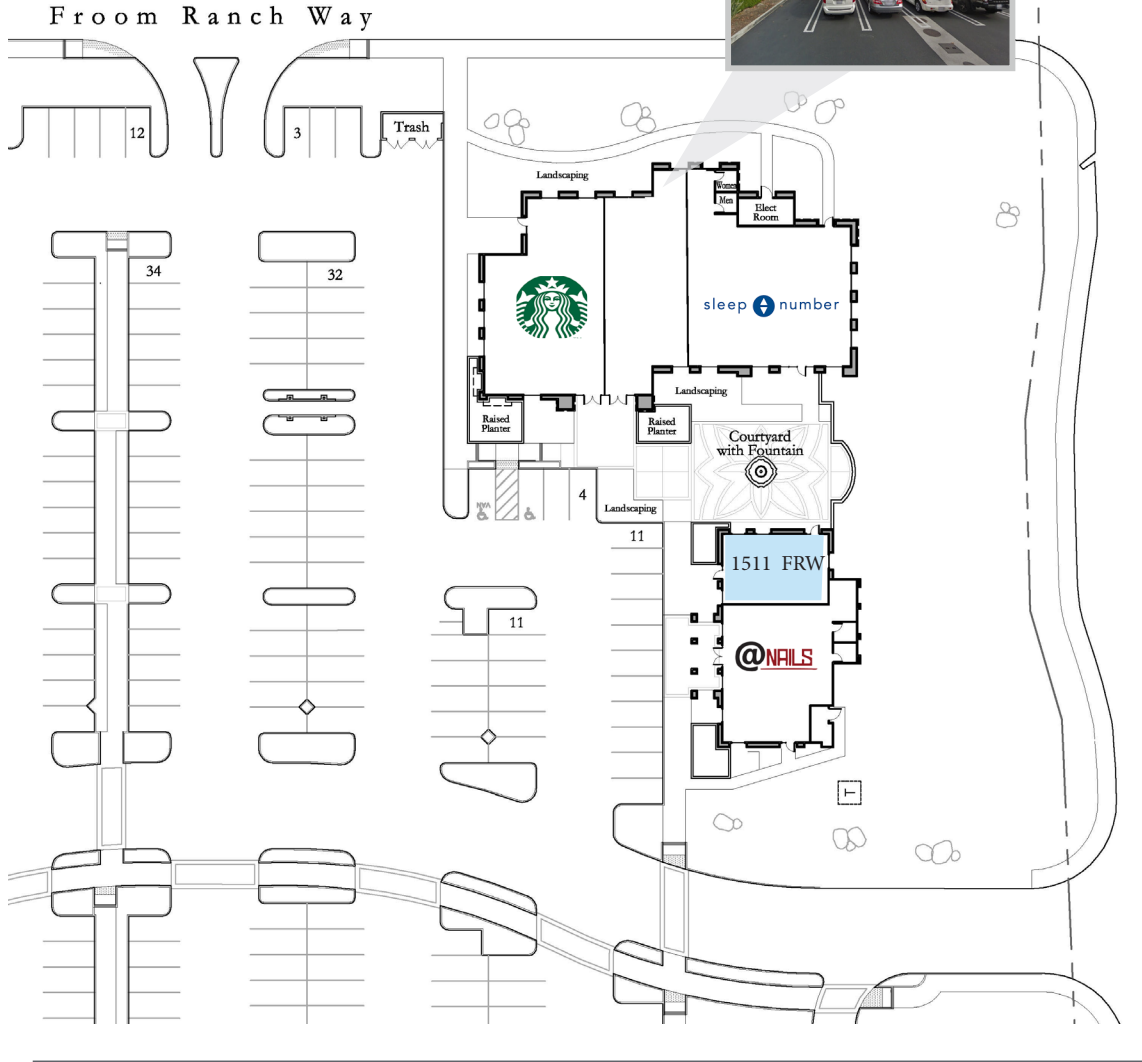 Froom Ranch Way
12
3
Trash
Landscaping
Women
Men
Elect
Room
34
32
sleep number
Landscaping
Raised
Planter
Raised
Planter
Courtyard
with Fountain
4
VAN
Landscaping
11
1511 FRW
11
@NAILS
T